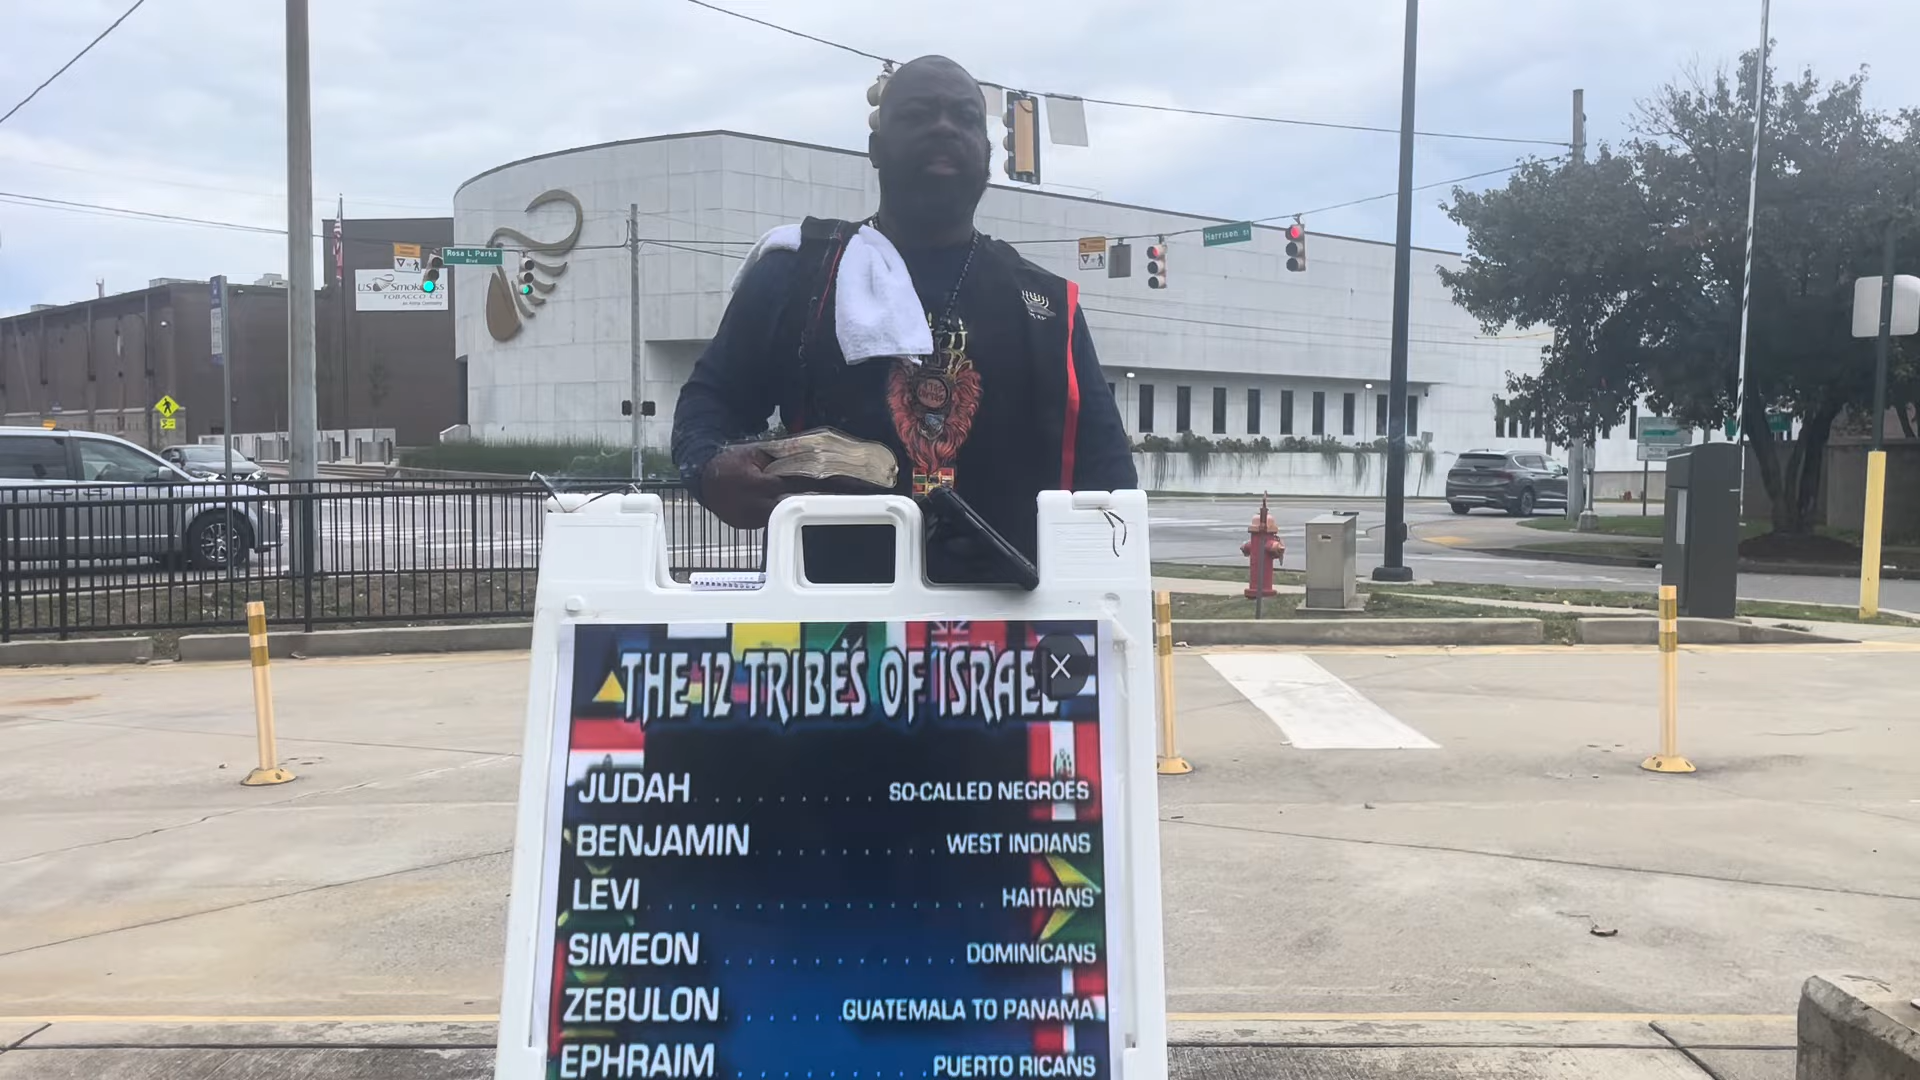 Rosa L Parks
Blvd
Harrison St
US Smokeless
TOBACCO CO.
THE 12 TRIBES OF ISRAEL
JUDAH . . . . . . . . . SO-CALLED NEGROES
BENJAMIN . . . . . . . . . WEST INDIANS
LEVI . . . . . . . . . . . . . . . . HAITIANS
SIMEON . . . . . . . . . . . . DOMINICANS
ZEBULON . . . . . . GUATEMALA TO PANAMA
EPHRAIM . . . . . . . . . . PUERTO RICANS